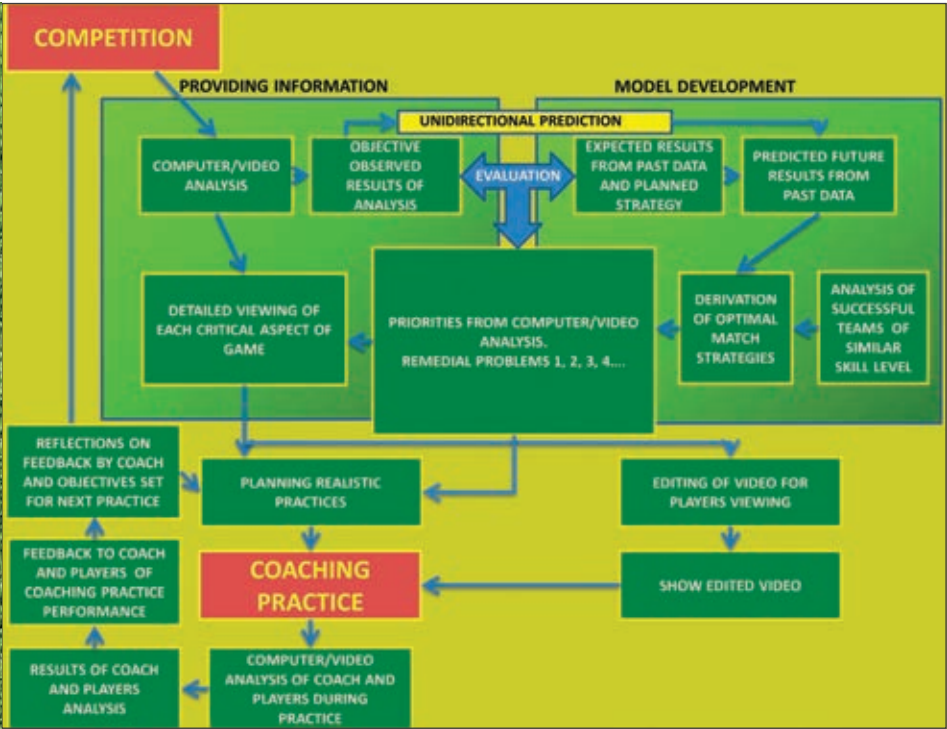 COMPETITION
PROVIDING INFORMATION
MODEL DEVELOPMENT
UNIDIRECTIONAL PREDICTION
COMPUTER/VIDEO
ANALYSIS
OBJECTIVE
OBSERVED
RESULTS OF
ANALYSIS
EVALUATION
EXPECTED RESULTS
FROM PAST DATA
AND PLANNED
STRATEGY
PREDICTED FUTURE
RESULTS FROM
PAST DATA
DETAILED VIEWING OF
EACH CRITICAL ASPECT OF
GAME
PRIORITIES FROM COMPUTER/VIDEO
ANALYSIS.
REMEDIAL PROBLEMS 1, 2, 3, 4....
DERIVATION
OF OPTIMAL
MATCH
STRATEGIES
ANALYSIS OF
SUCCESSFUL
TEAMS OF
SIMILAR
SKILL LEVEL
REFLECTIONS ON
FEEDBACK BY COACH
AND OBJECTIVES SET
FOR NEXT PRACTICE
PLANNING REALISTIC
PRACTICES
EDITING OF VIDEO FOR
PLAYERS VIEWING
FEEDBACK TO COACH
AND PLAYERS OF
COACHING PRACTICE
PERFORMANCE
COACHING
PRACTICE
SHOW EDITED VIDEO
RESULTS OF COACH
AND PLAYERS
ANALYSIS
COMPUTER/VIDEO
ANALYSIS OF COACH AND
PLAYERS DURING
PRACTICE